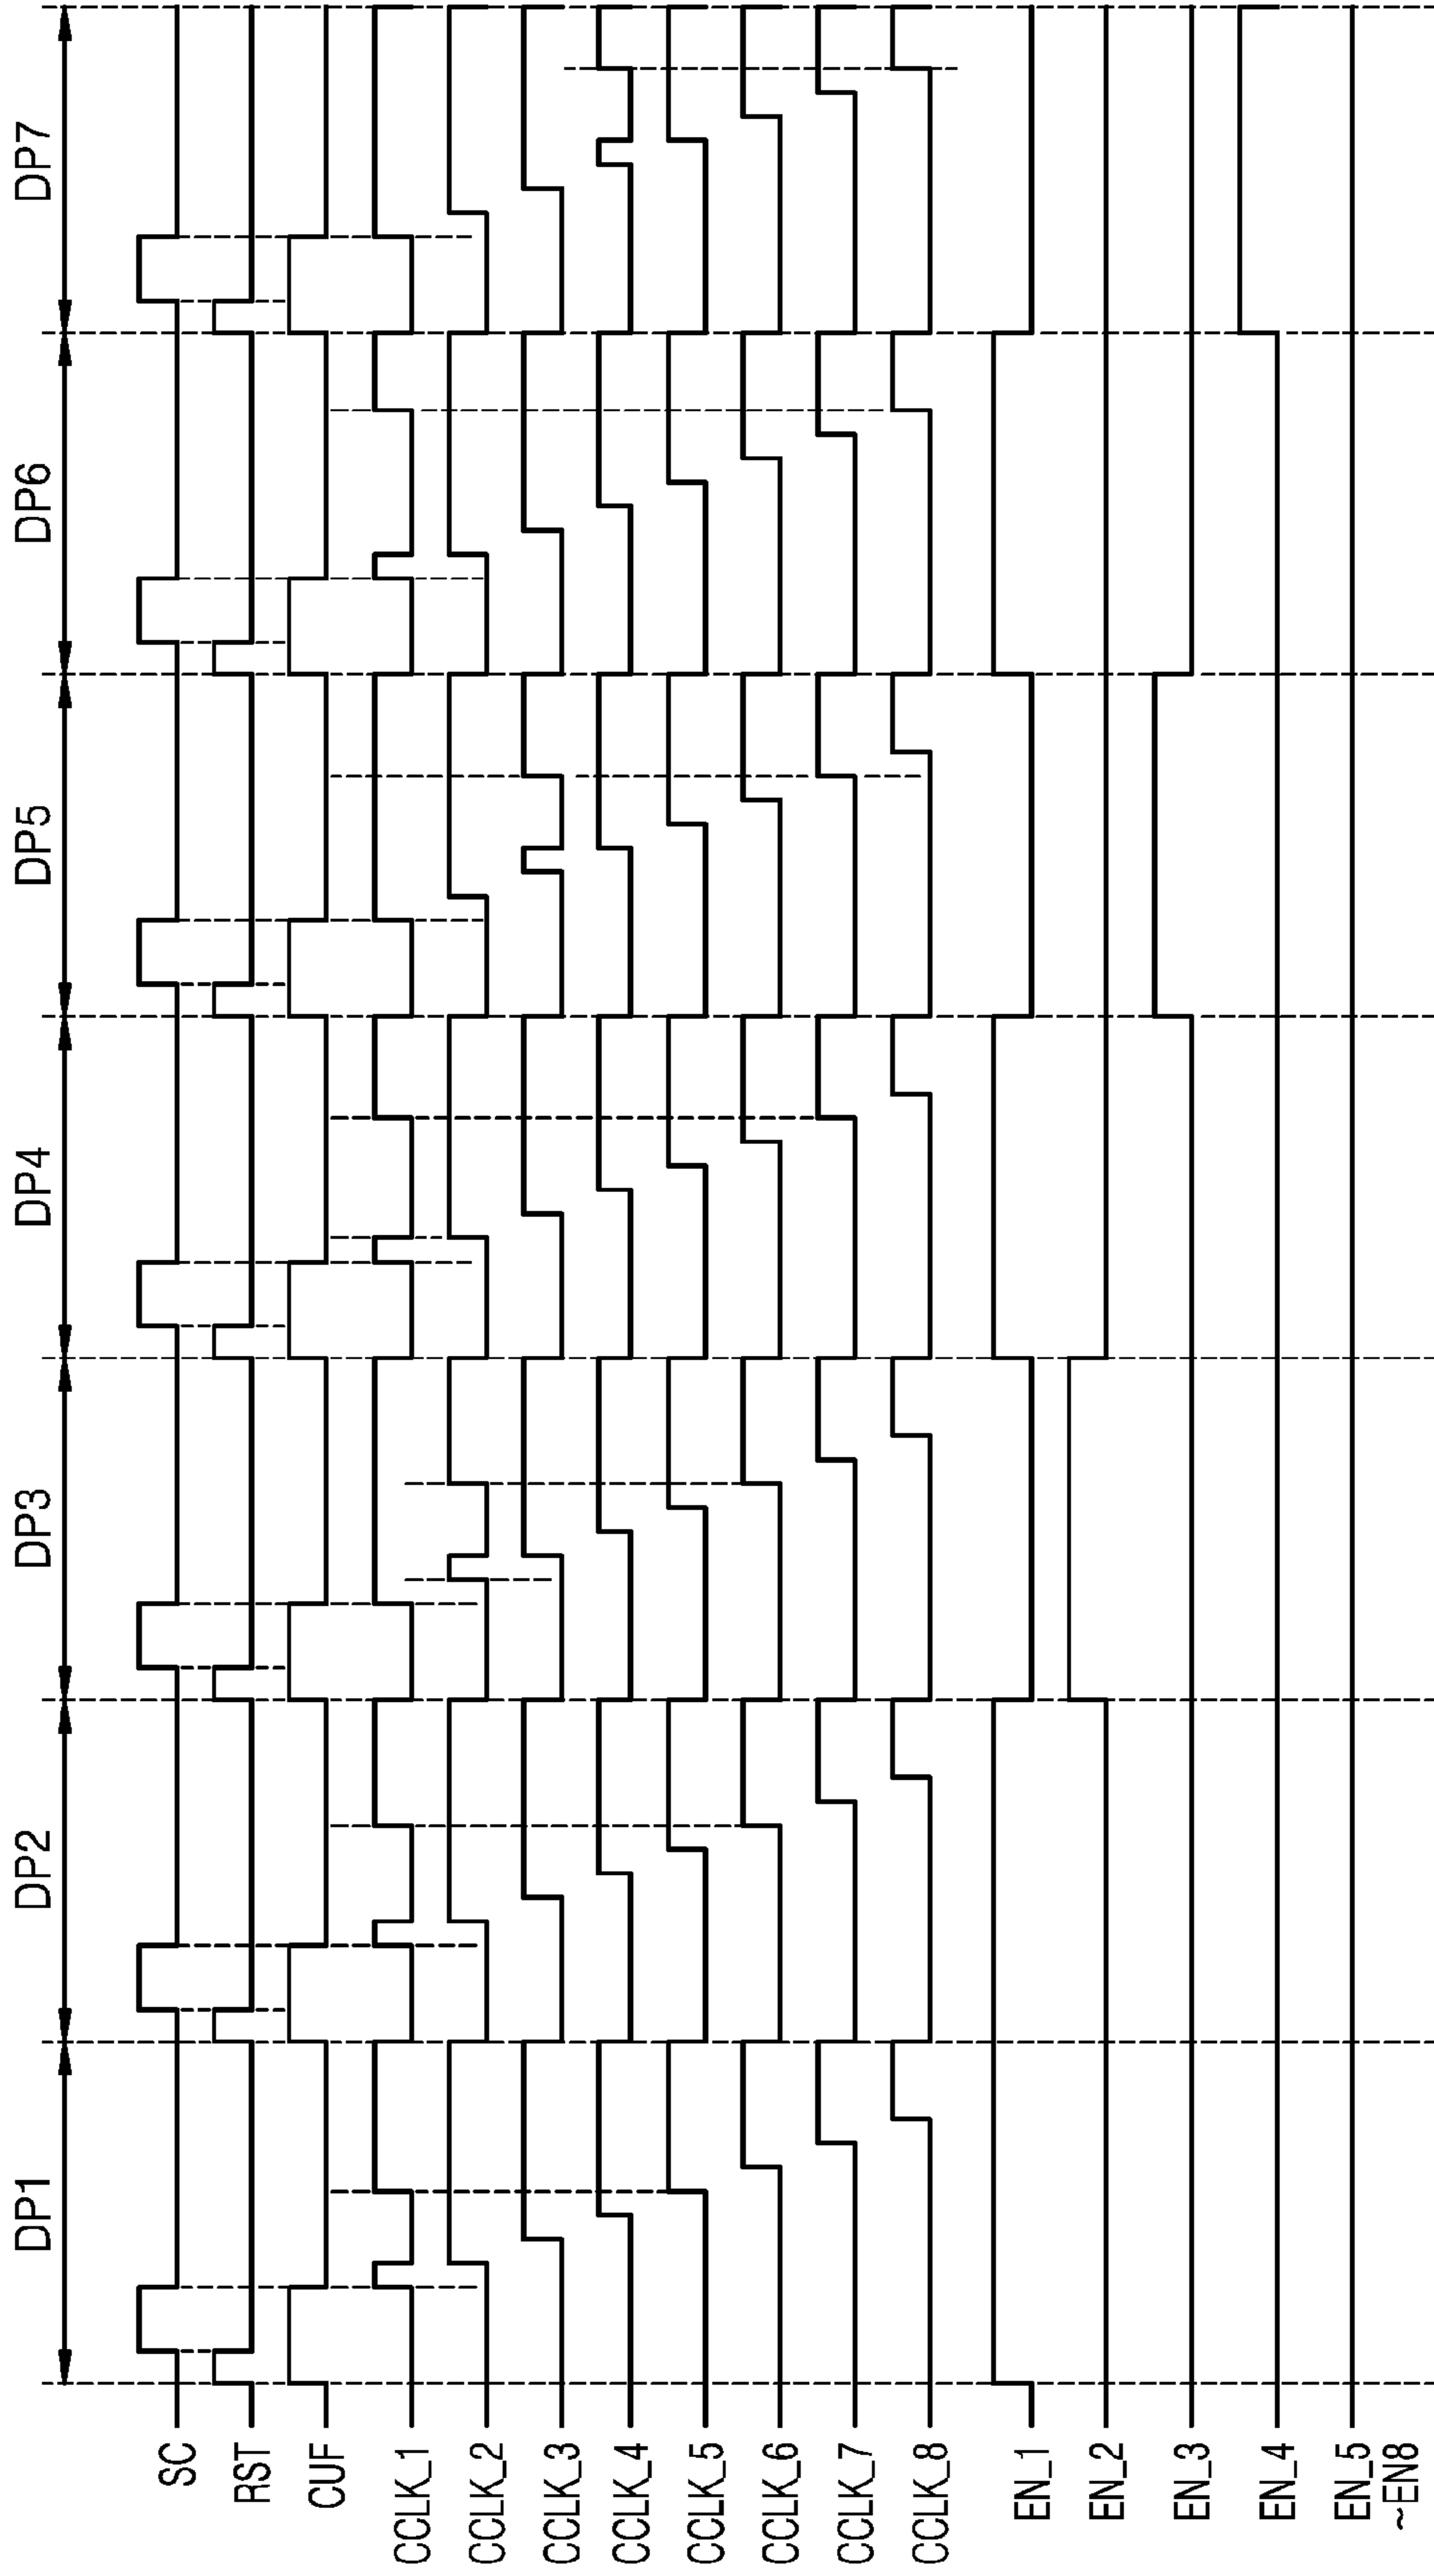 DP1
DP2
DP3
DP4
DP5
DP6
DP7
SC
RST
CUF
CCLK_1
CCLK_2
CCLK_3
CCLK_4
CCLK_5
CCLK_6
CCLK_7
CCLK_8
EN_1
EN_2
EN_3
EN_4
EN_5
~EN8